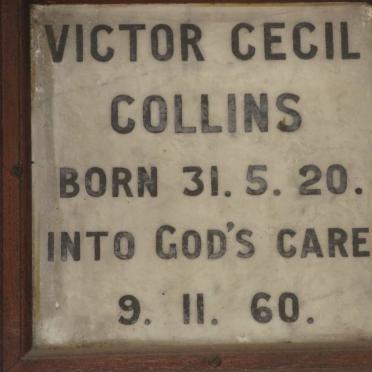 VICTOR CECIL
COLLINS
BORN 31. 5. 20.
INTO GOD'S CARE
9. 11. 60.